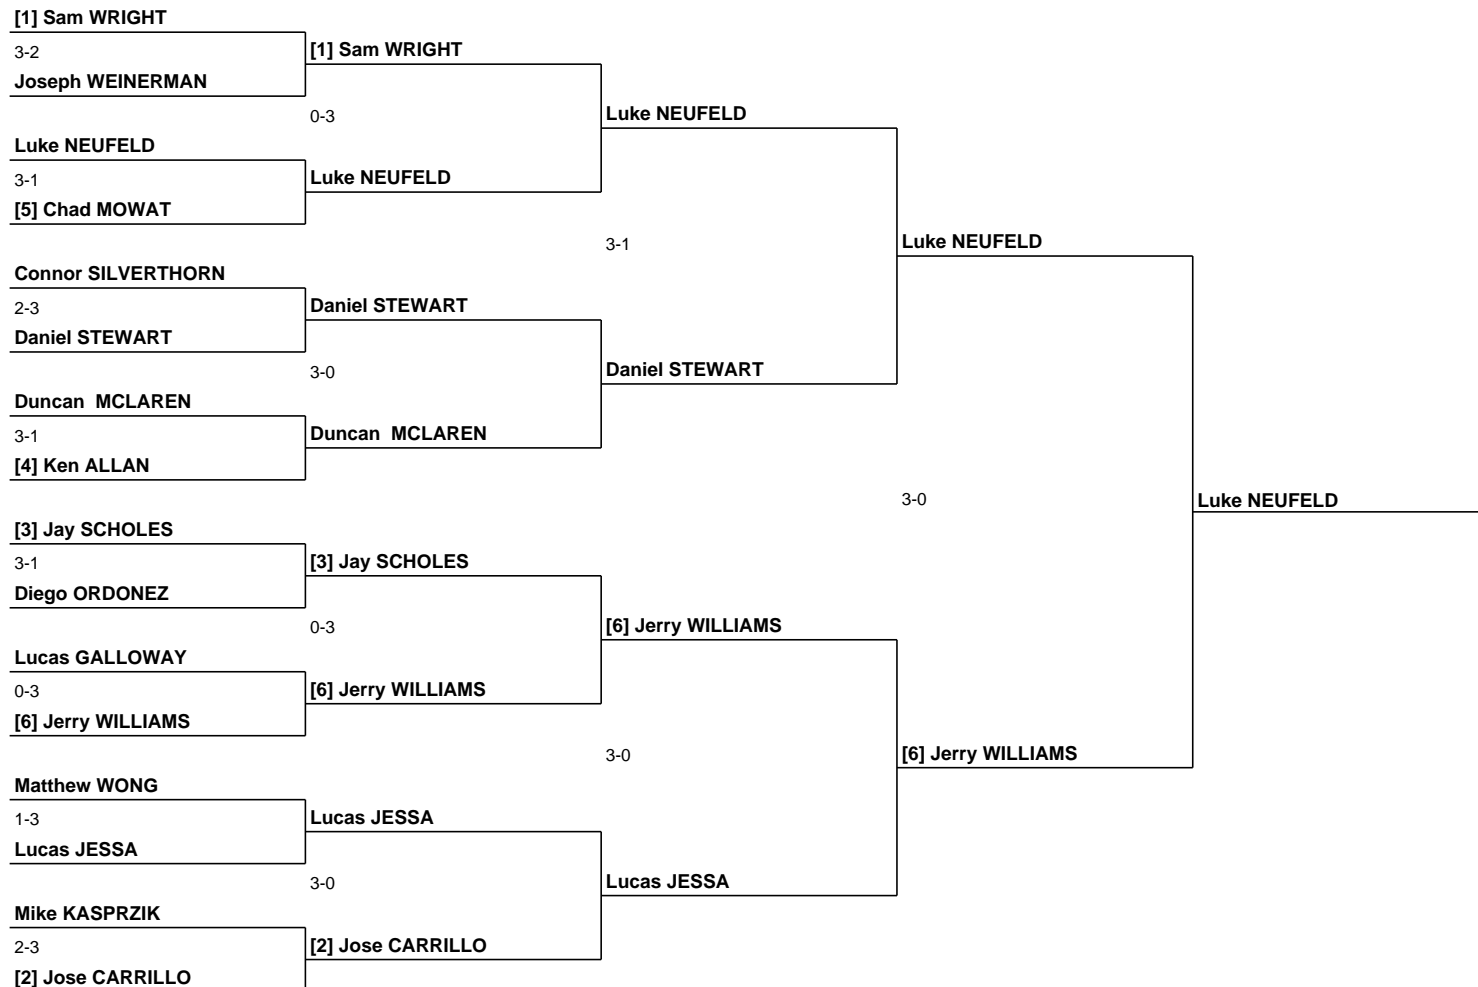 [1] Sam WRIGHT
3-2
[1] Sam WRIGHT
Joseph WEINERMAN
0-3
Luke NEUFELD
Luke NEUFELD
3-1
Luke NEUFELD
[5] Chad MOWAT
3-1
Luke NEUFELD
Connor SILVERTHORN
2-3
Daniel STEWART
Daniel STEWART
3-0
Daniel STEWART
Duncan  MCLAREN
3-1
Duncan  MCLAREN
[4] Ken ALLAN
3-0
Luke NEUFELD
[3] Jay SCHOLES
3-1
[3] Jay SCHOLES
Diego ORDONEZ
0-3
[6] Jerry WILLIAMS
Lucas GALLOWAY
0-3
[6] Jerry WILLIAMS
[6] Jerry WILLIAMS
3-0
[6] Jerry WILLIAMS
Matthew WONG
1-3
Lucas JESSA
Lucas JESSA
3-0
Lucas JESSA
Mike KASPRZIK
2-3
[2] Jose CARRILLO
[2] Jose CARRILLO